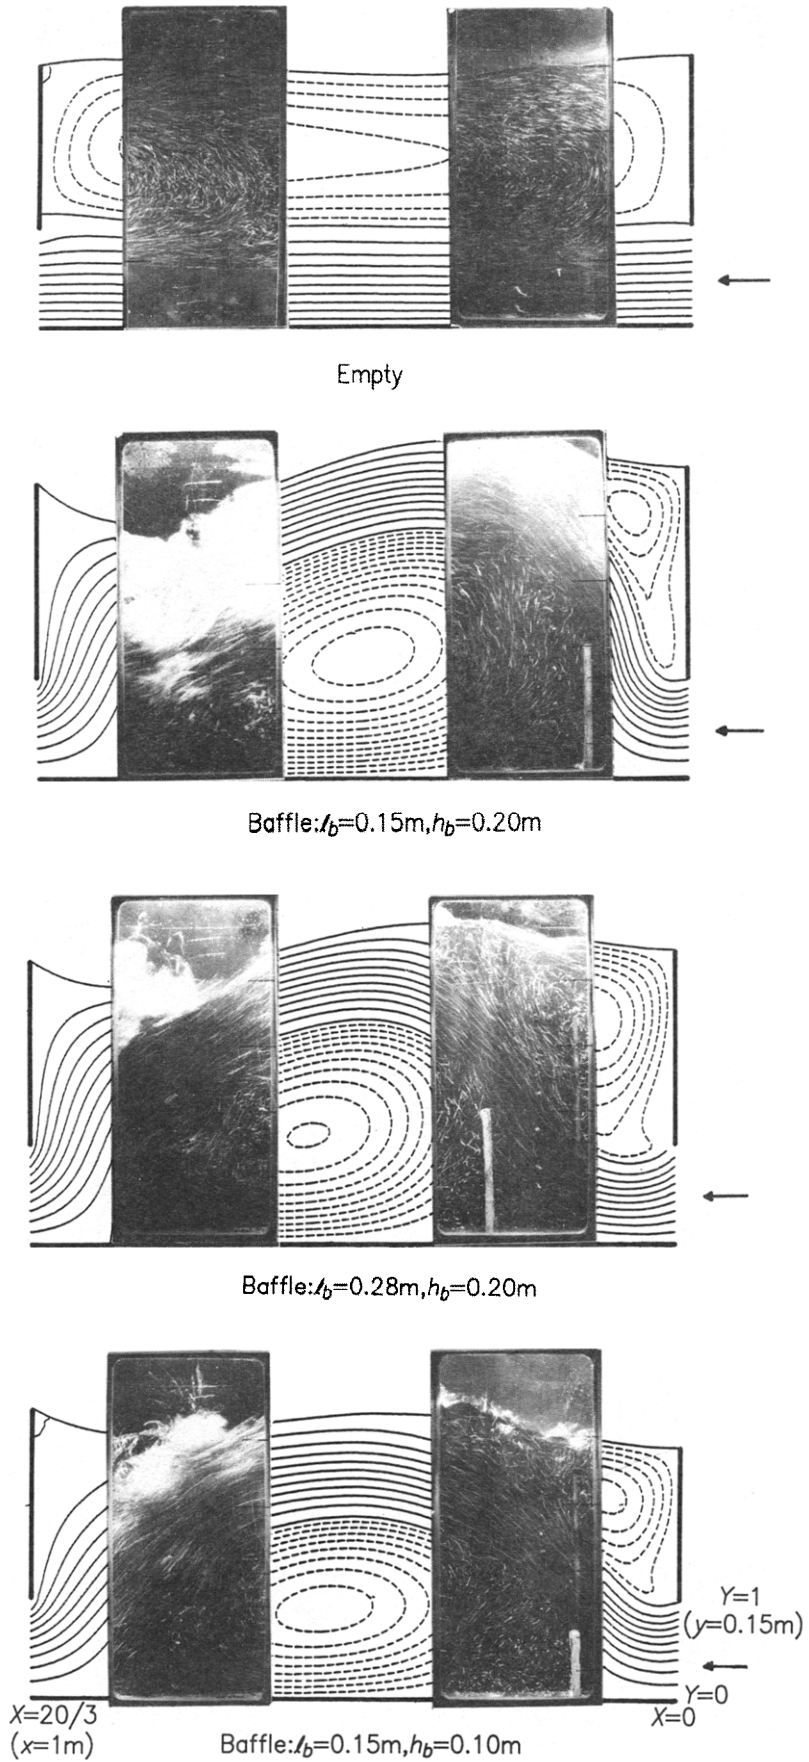 Empty
Baffle:ℓb=0.15m,hb=0.20m
Baffle:ℓb=0.28m,hb=0.20m
Y=1
(y=0.15m)
Y=0
X=20/3
X=0
(x=1m)
Baffle:ℓb=0.15m,hb=0.10m